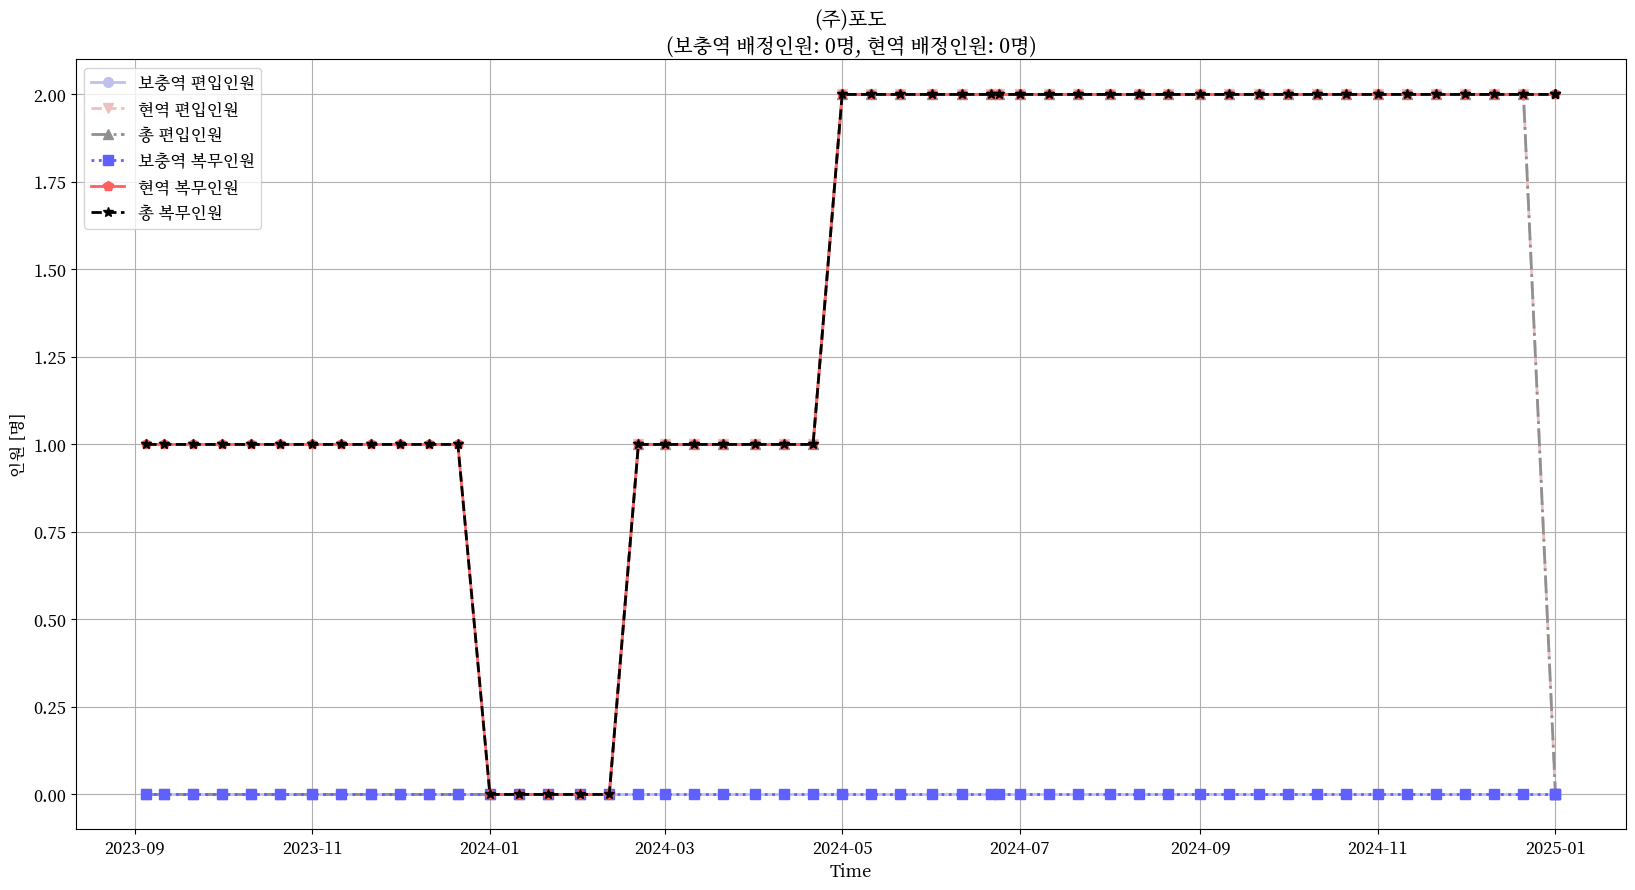 (주)포도
(보충역 배정인원: 0명, 현역 배정인원: 0명)
보충역 편입인원
현역 편입인원
총 편입인원
보충역 복무인원
현역 복무인원
총 복무인원
2.00
1.75
1.50
1.25
1.00
0.75
0.50
0.25
0.00
인원 [명]
2023-09 2023-11 2024-01 2024-03 2024-05 2024-07 2024-09 2024-11 2025-01
Time